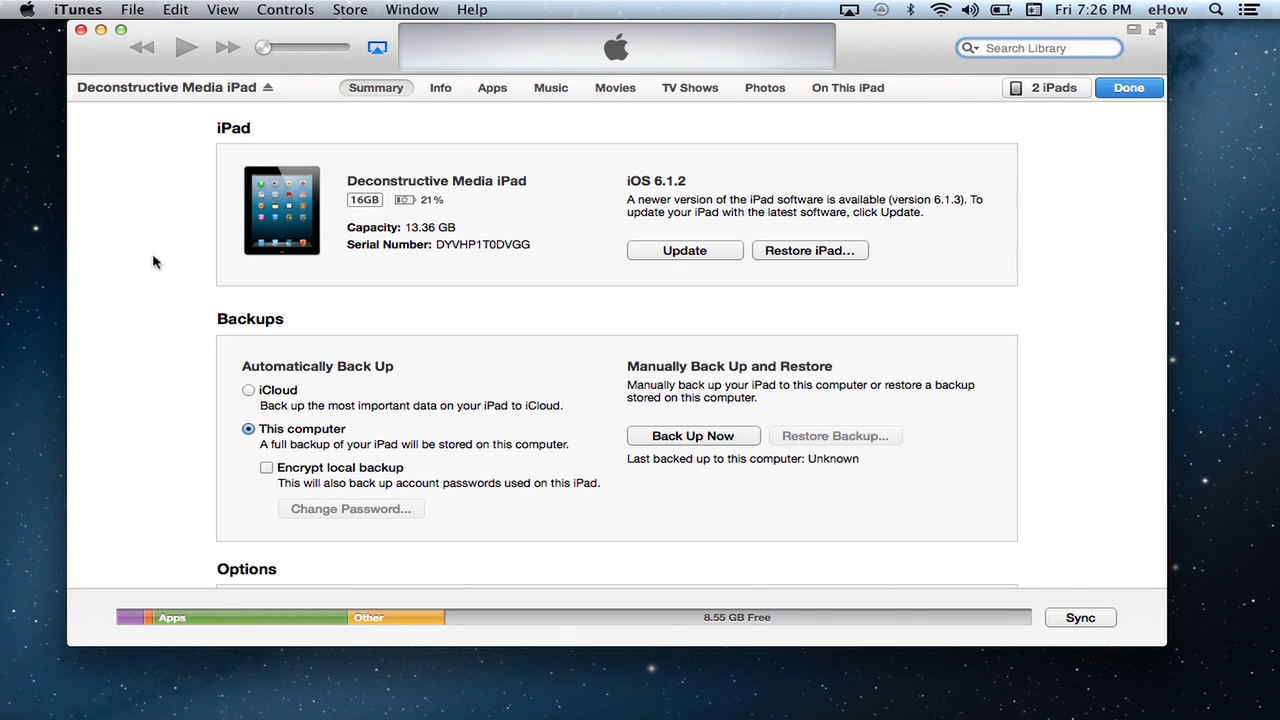 iTunes File Edit View Controls Store Window Help Fri 7:26 PM eHow
Search Library
Deconstructive Media iPad Summary Info Apps Music Movies TV Shows Photos On This iPad 2 iPads Done
iPad
Deconstructive Media iPad
16GB 21%
Capacity: 13.36 GB
Serial Number: DYVHP1T0DVGG
iOS 6.1.2
A newer version of the iPad software is available (version 6.1.3). To
update your iPad with the latest software, click Update.
Update Restore iPad...
Backups
Automatically Back Up
iCloud
Back up the most important data on your iPad to iCloud.
This computer
A full backup of your iPad will be stored on this computer.
Encrypt local backup
This will also back up account passwords used on this iPad.
Change Password...
Manually Back Up and Restore
Manually back up your iPad to this computer or restore a backup
stored on this computer.
Back Up Now Restore Backup...
Last backed up to this computer: Unknown
Options
Apps Other 8.55 GB Free Sync